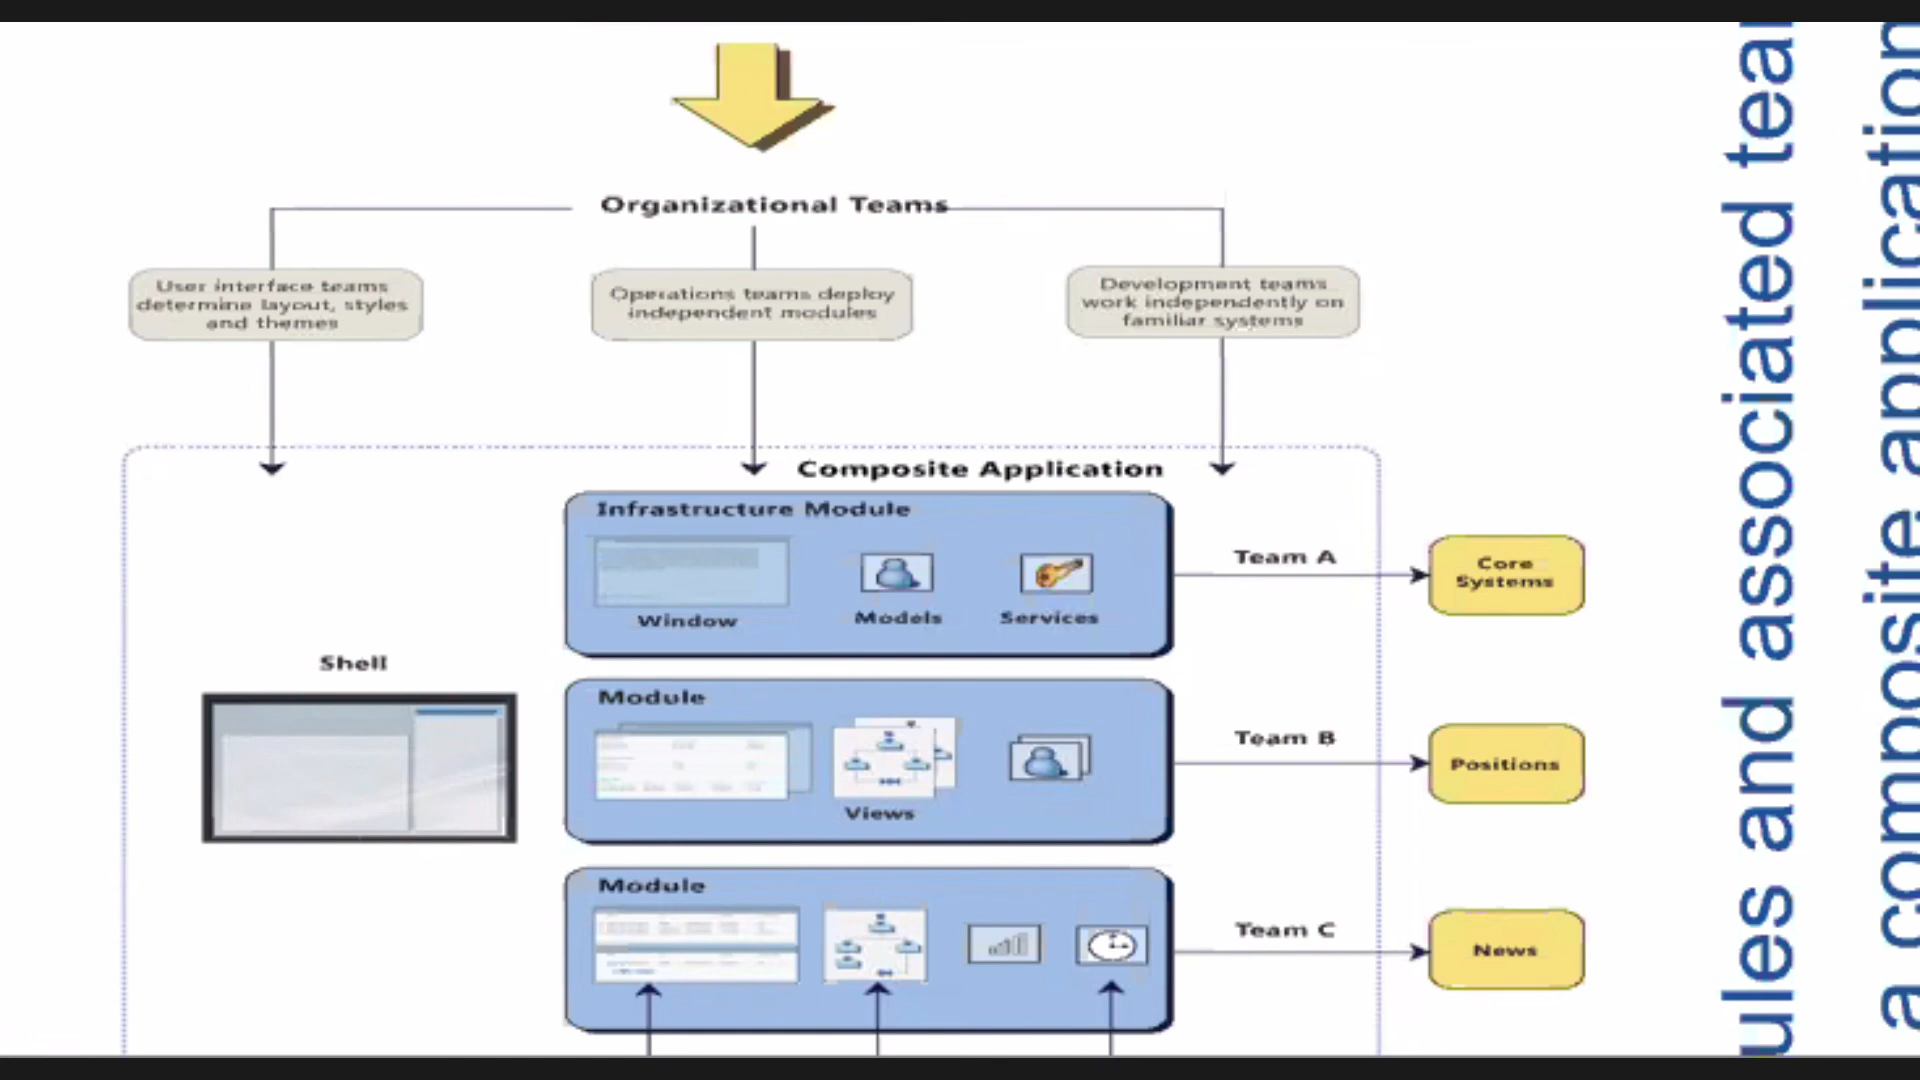 Organizational Teams
User interface teams
determine layout, styles
and themes
Operations teams deploy
independent modules
Development teams
work independently on
familiar systems
Composite Application
Infrastructure Module
Window
Models
Services
Team A
Core
Systems
Shell
Module
Views
Team B
Positions
Module
Team C
News
ules and associated tea
a composite application